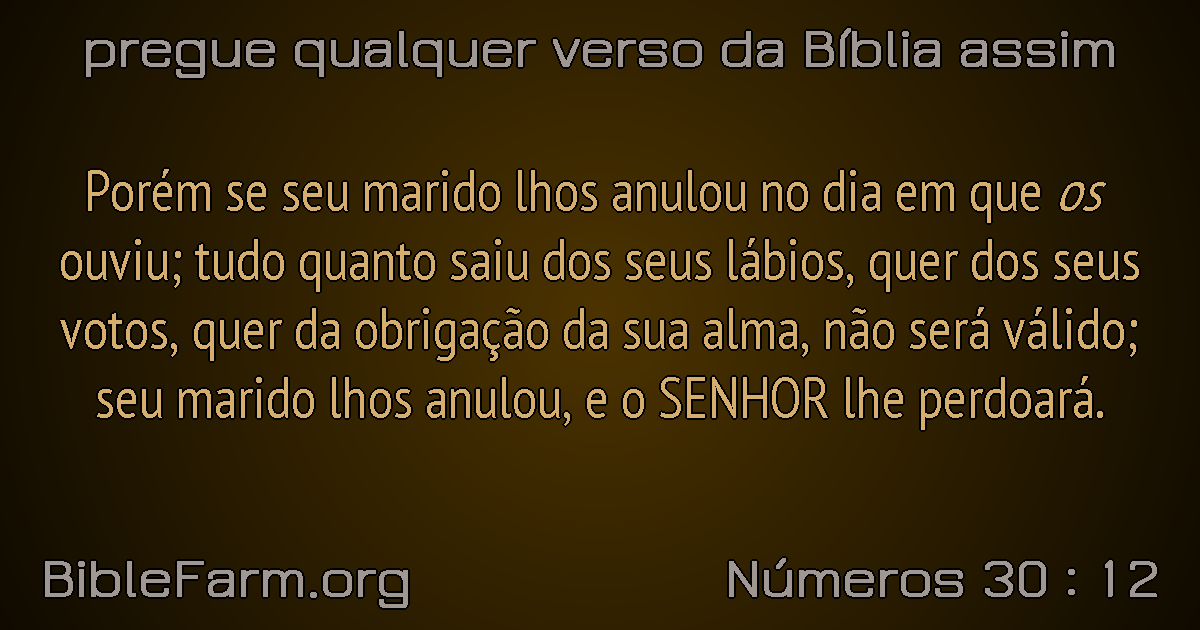 pregue qualquer verso da Bíblia assim
Porém se seu marido lhos anulou no dia em que os
ouviu; tudo quanto saiu dos seus lábios, quer dos seus
votos, quer da obrigação da sua alma, não será válido;
seu marido lhos anulou, e o SENHOR lhe perdoará.
BibleFarm.org
Números 30 : 12